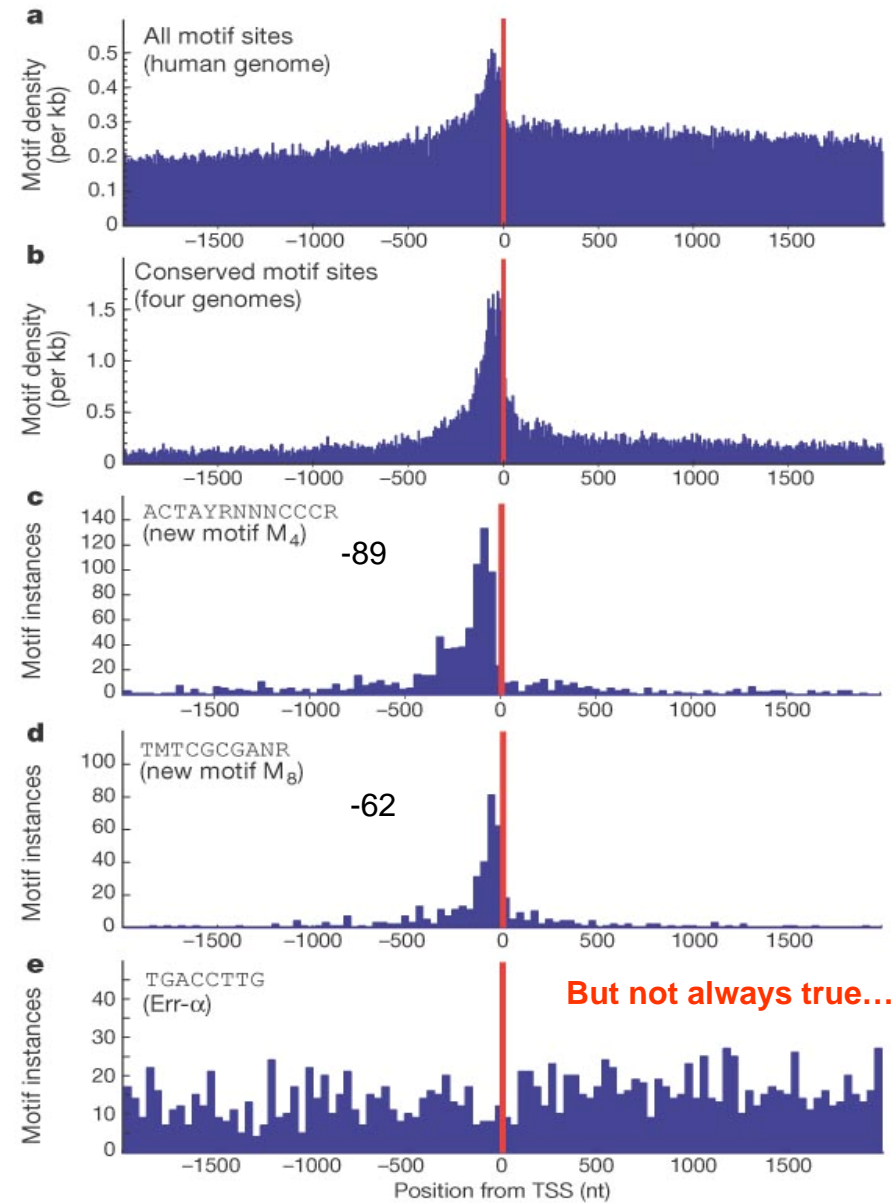 a
All motif sites
(human genome)
Motif density
(per kb)
0.5
0.4
0.3
0.2
0.1
0
−1500 −1000 −500 0 500 1000 1500
b
Conserved motif sites
(four genomes)
Motif density
(per kb)
1.5
1.0
0.5
0
−1500 −1000 −500 0 500 1000 1500
c
ACTAYRNNNCCCR
(new motif M₄)
-89
Motif instances
140
120
100
80
60
40
20
0
−1500 −1000 −500 0 500 1000 1500
d
TMTCGCGANR
(new motif M₈)
-62
Motif instances
100
80
60
40
20
0
−1500 −1000 −500 0 500 1000 1500
e
TGACCTTG
(Err-α)
But not always true…
Motif instances
40
30
20
10
0
−1500 −1000 −500 0 500 1000 1500
Position from TSS (nt)